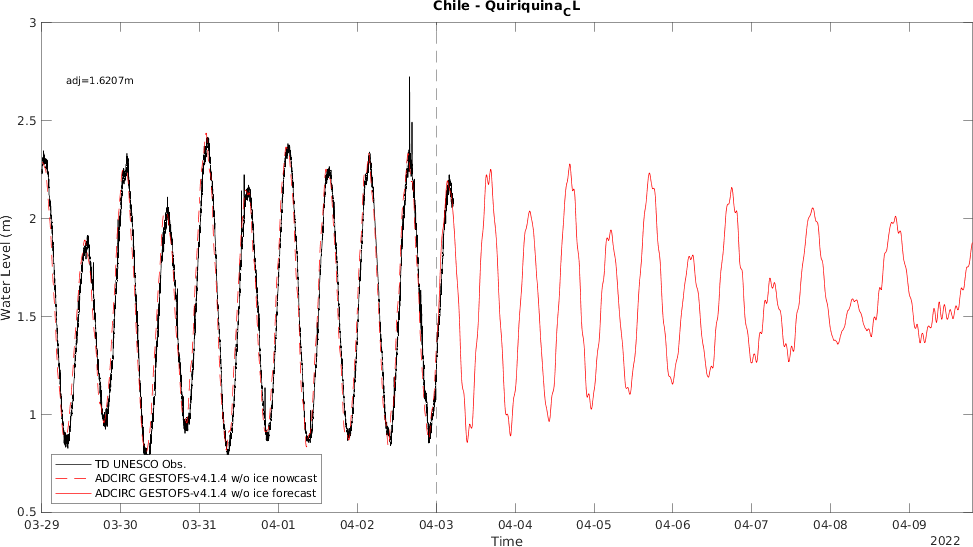 Chile - Quiriquina_CL
3
adj=1.6207m
2.5
2
Water Level (m)
1.5
1
TD UNESCO Obs.
ADCIRC GESTOFS-v4.1.4 w/o ice nowcast
ADCIRC GESTOFS-v4.1.4 w/o ice forecast
0.5
03-29 03-30 03-31 04-01 04-02 04-03 04-04 04-05 04-06 04-07 04-08 04-09
Time
2022